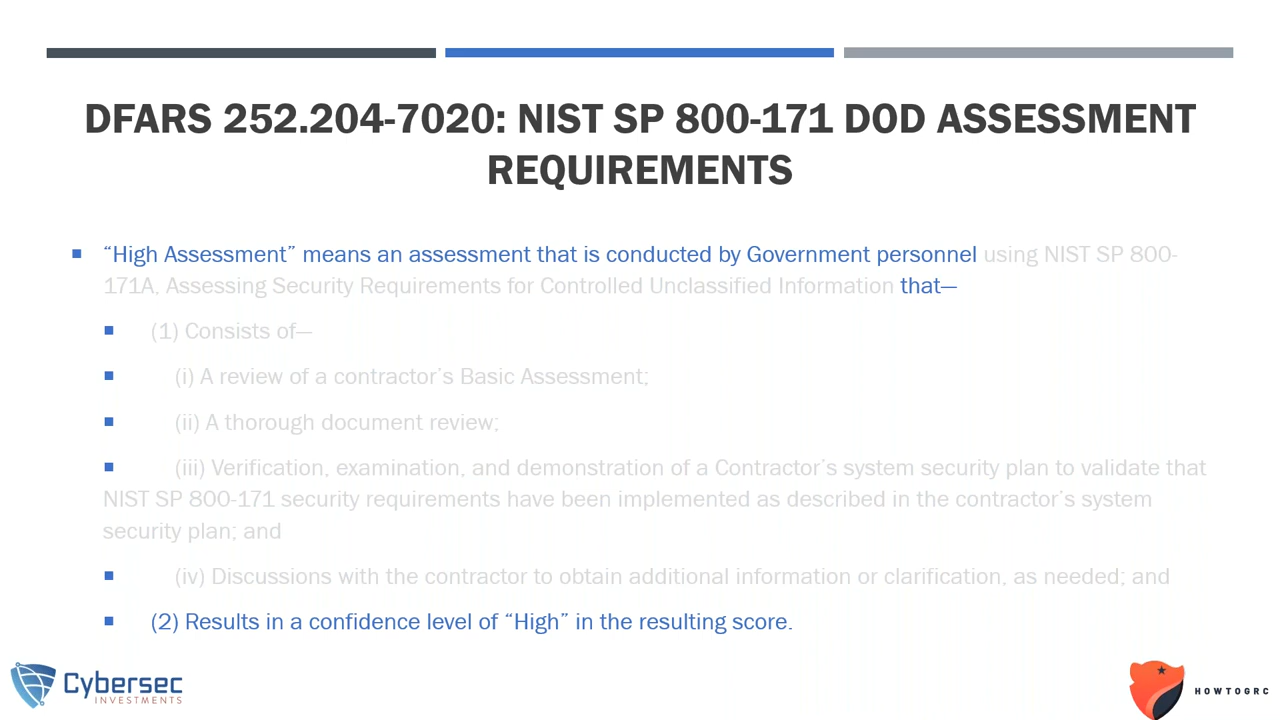 DFARS 252.204-7020: NIST SP 800-171 DOD ASSESSMENT
REQUIREMENTS
“High Assessment” means an assessment that is conducted by Government personnel using NIST SP 800-
171A, Assessing Security Requirements for Controlled Unclassified Information that—
(1) Consists of—
(i) A review of a contractor’s Basic Assessment;
(ii) A thorough document review;
(iii) Verification, examination, and demonstration of a Contractor’s system security plan to validate that
NIST SP 800-171 security requirements have been implemented as described in the contractor’s system
security plan; and
(iv) Discussions with the contractor to obtain additional information or clarification, as needed; and
(2) Results in a confidence level of “High” in the resulting score.
Cybersec
INVESTMENTS
HOWTOGRC